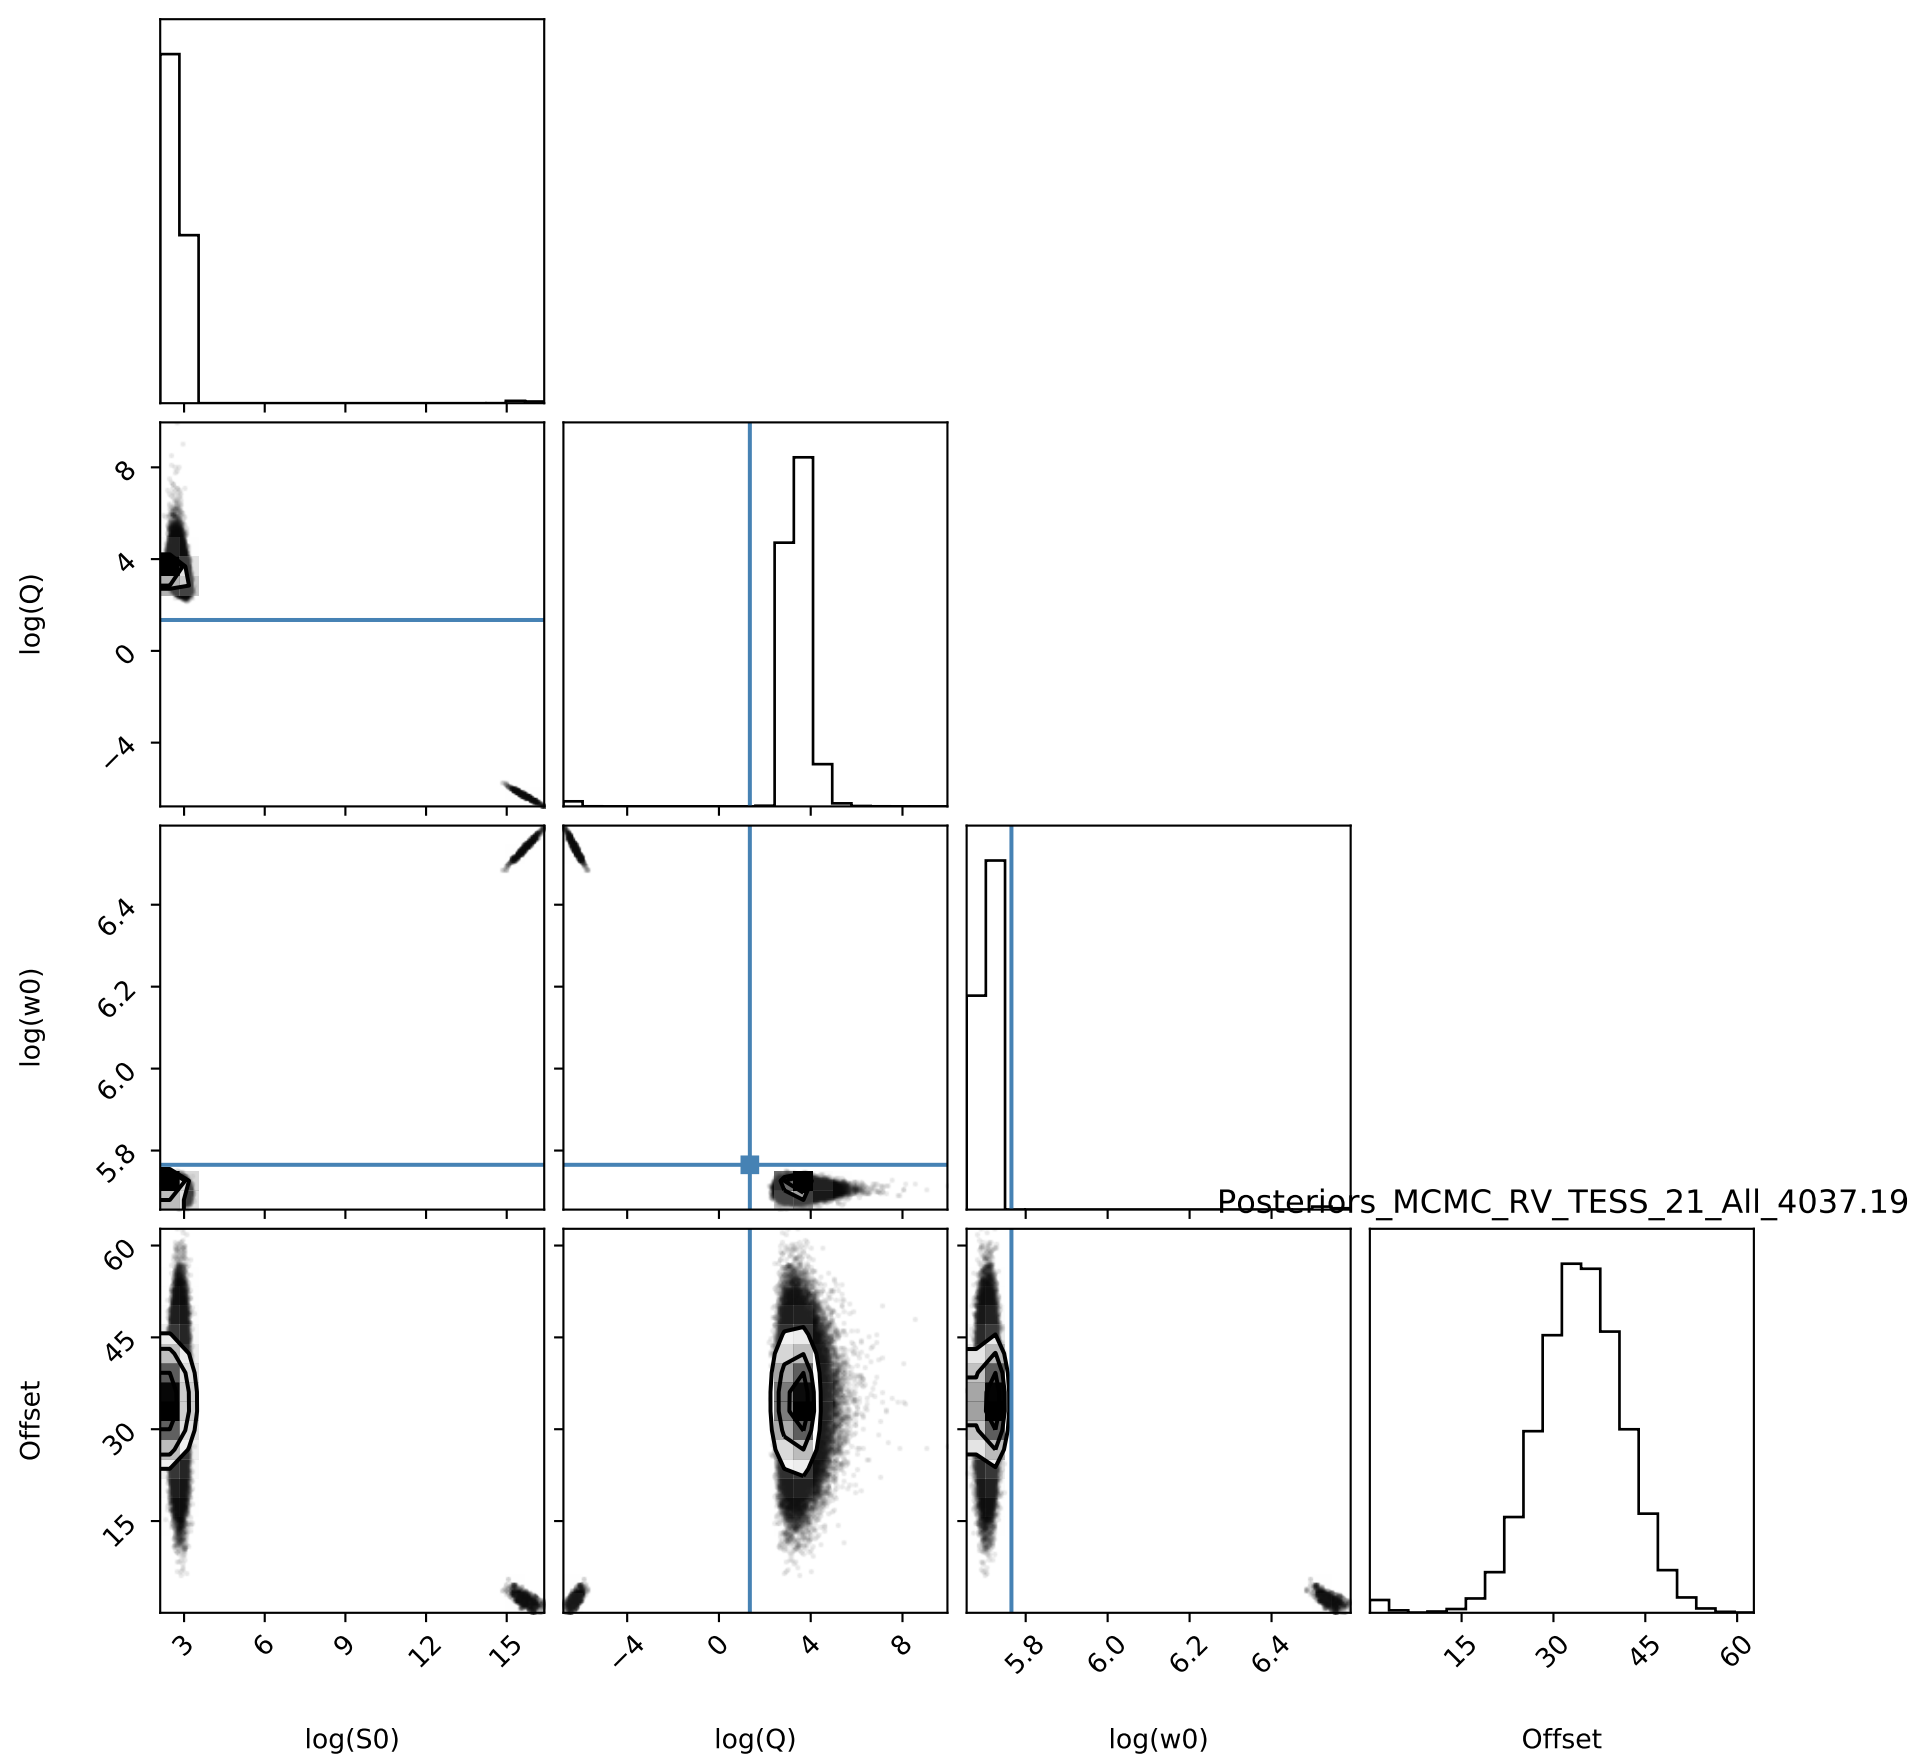 8
4
0
−4
log(Q)
6.4
6.2
6.0
5.8
log(w0)
Posteriors_MCMC_RV_TESS_21_All_4037.19
60
45
30
15
Offset
3 6 9 12 15
−4 0 4 8
5.8 6.0 6.2 6.4
15 30 45 60
log(S0) log(Q) log(w0) Offset